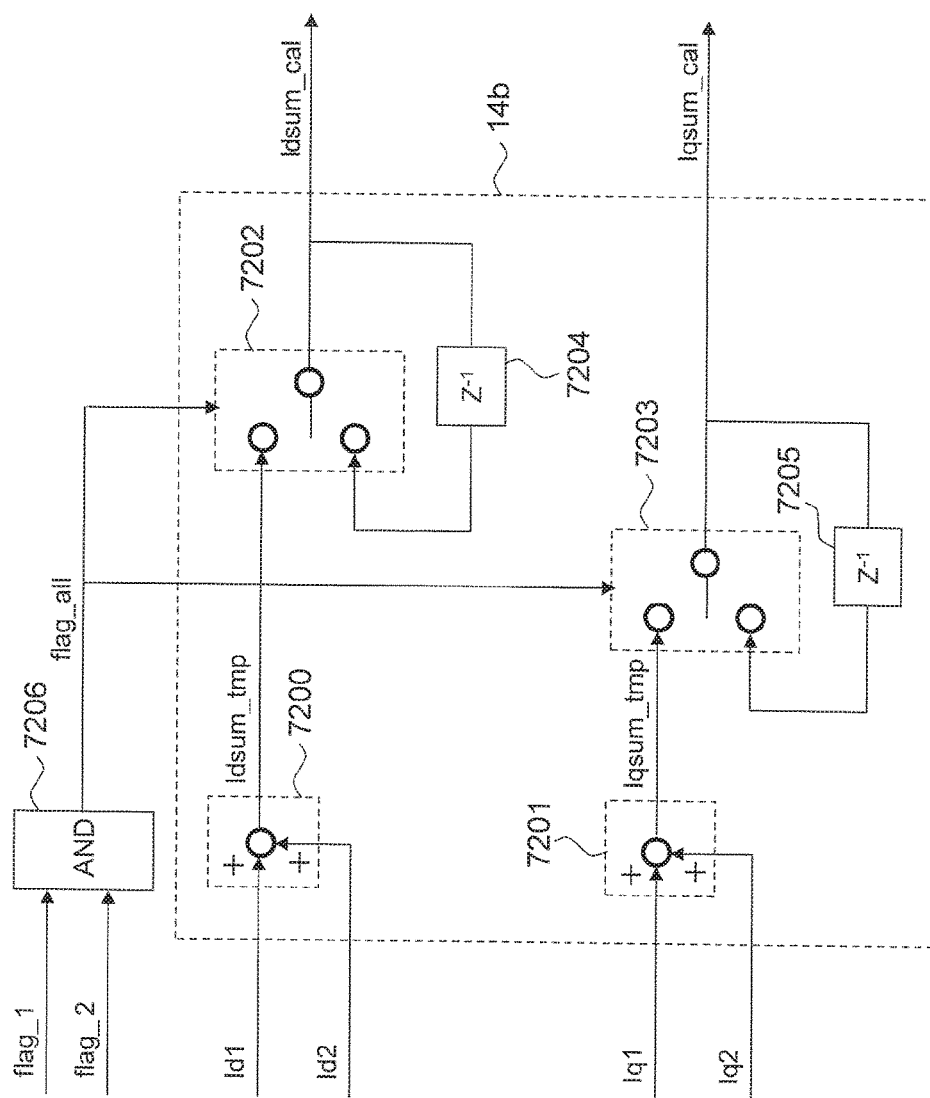 flag_1
flag_2
7206
AND
flag_all
14b
Id1
Id2
+
+
7200
Idsum_tmp
7202
Z-1
7204
Idsum_cal
Iq1
Iq2
+
+
7201
Iqsum_tmp
7203
Z-1
7205
Iqsum_cal